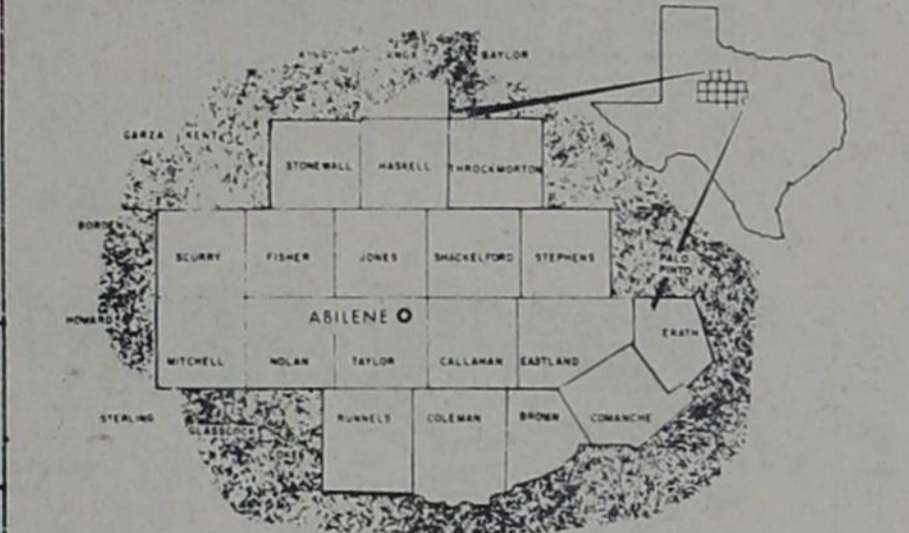 BAYLOR
GARZA KENT
STONEWALL HASKELL THROCKMORTON
BORDEN
SCURRY FISHER JONES SHACKELFORD STEPHENS
PALO
PINTO
HOWARD
ABILENE
ERATH
MITCHELL NOLAN TAYLOR CALLAHAN EASTLAND
STERLING
RUNNELS COLEMAN BROWN COMANCHE